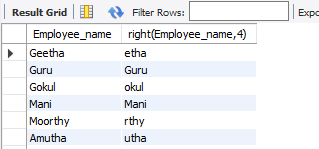 Result Grid Filter Rows: Expo
Employee_name right(Employee_name,4)
Geetha etha
Guru Guru
Gokul okul
Mani Mani
Moorthy rthy
Amutha utha